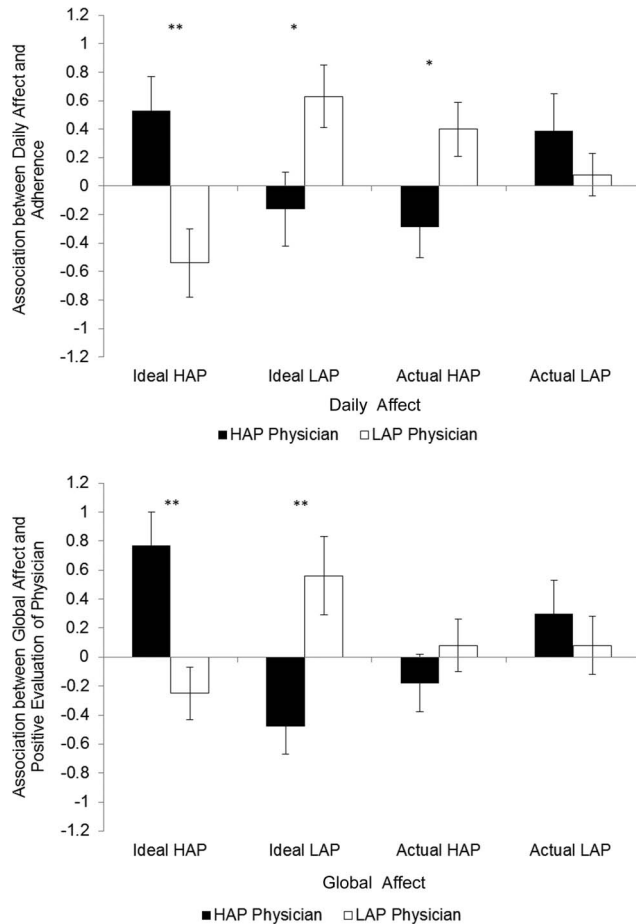 Association between Daily Affect and
Adherence
1.2
1
0.8
0.6
0.4
0.2
0
-0.2
-0.4
-0.6
-0.8
-1
-1.2
** * *
Ideal HAP Ideal LAP Actual HAP Actual LAP
Daily Affect
HAP Physician LAP Physician
Association between Global Affect and
Positive Evaluation of Physician
1.2
1
0.8
0.6
0.4
0.2
0
-0.2
-0.4
-0.6
-0.8
-1
-1.2
** **
Ideal HAP Ideal LAP Actual HAP Actual LAP
Global Affect
HAP Physician LAP Physician